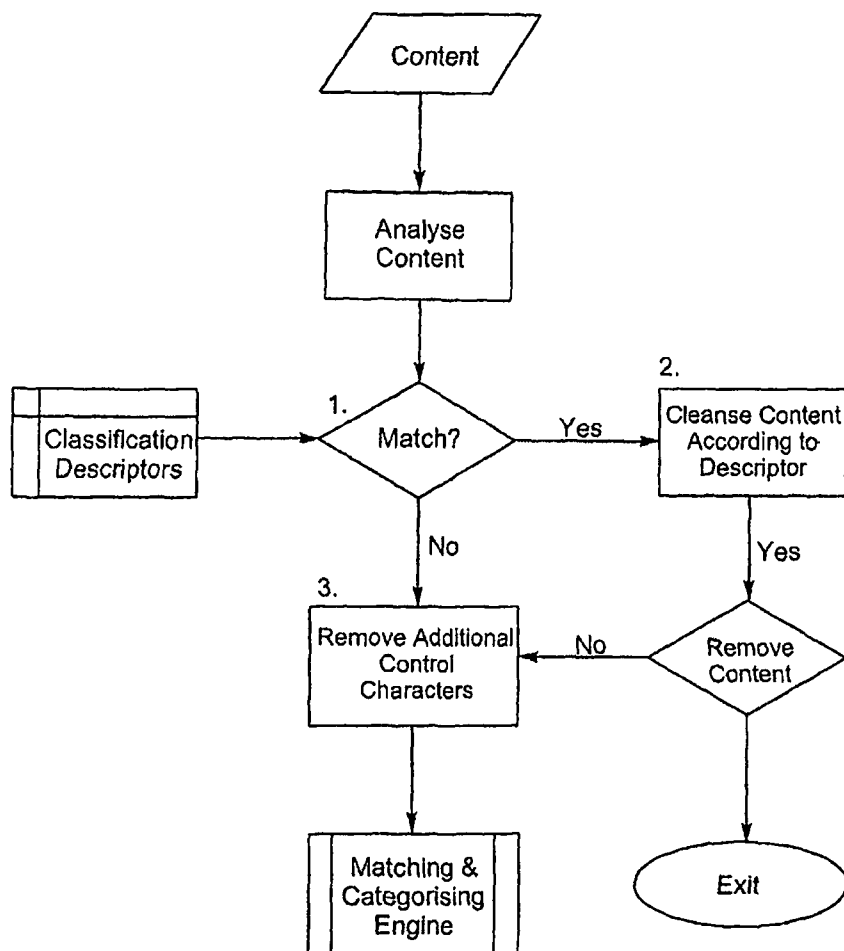 Content
Analyse
Content
1.
Match?
Classification
Descriptors
Yes
2.
Cleanse Content
According to
Descriptor
No
Yes
3.
Remove Additional
Control
Characters
No
Remove
Content
Matching &
Categorising
Engine
Exit